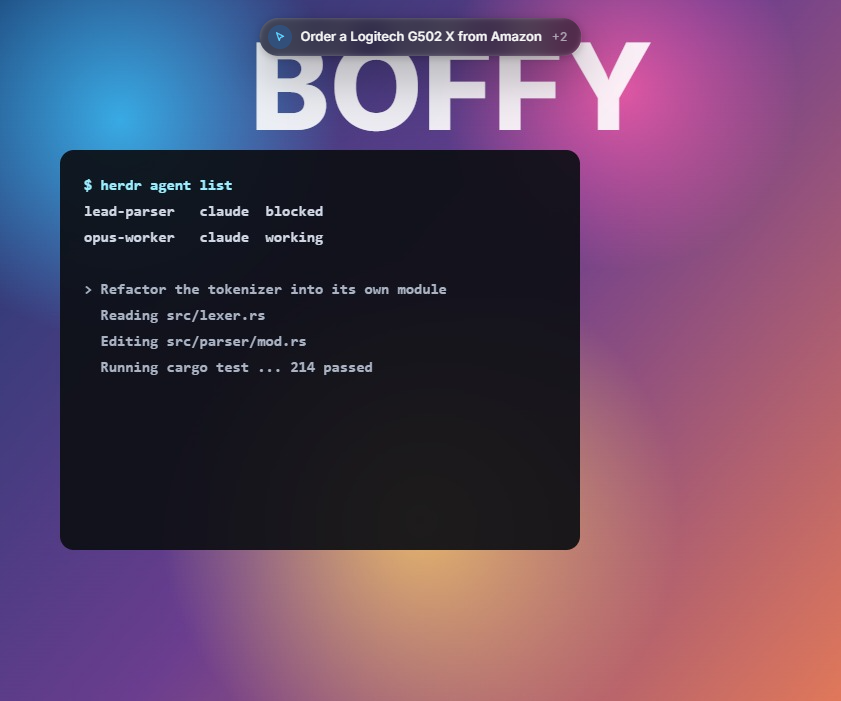 Order a Logitech G502 X from Amazon +2
BOFFY
$ herdr agent list
lead-parser   claude  blocked
opus-worker   claude  working
> Refactor the tokenizer into its own module
  Reading src/lexer.rs
  Editing src/parser/mod.rs
  Running cargo test ... 214 passed